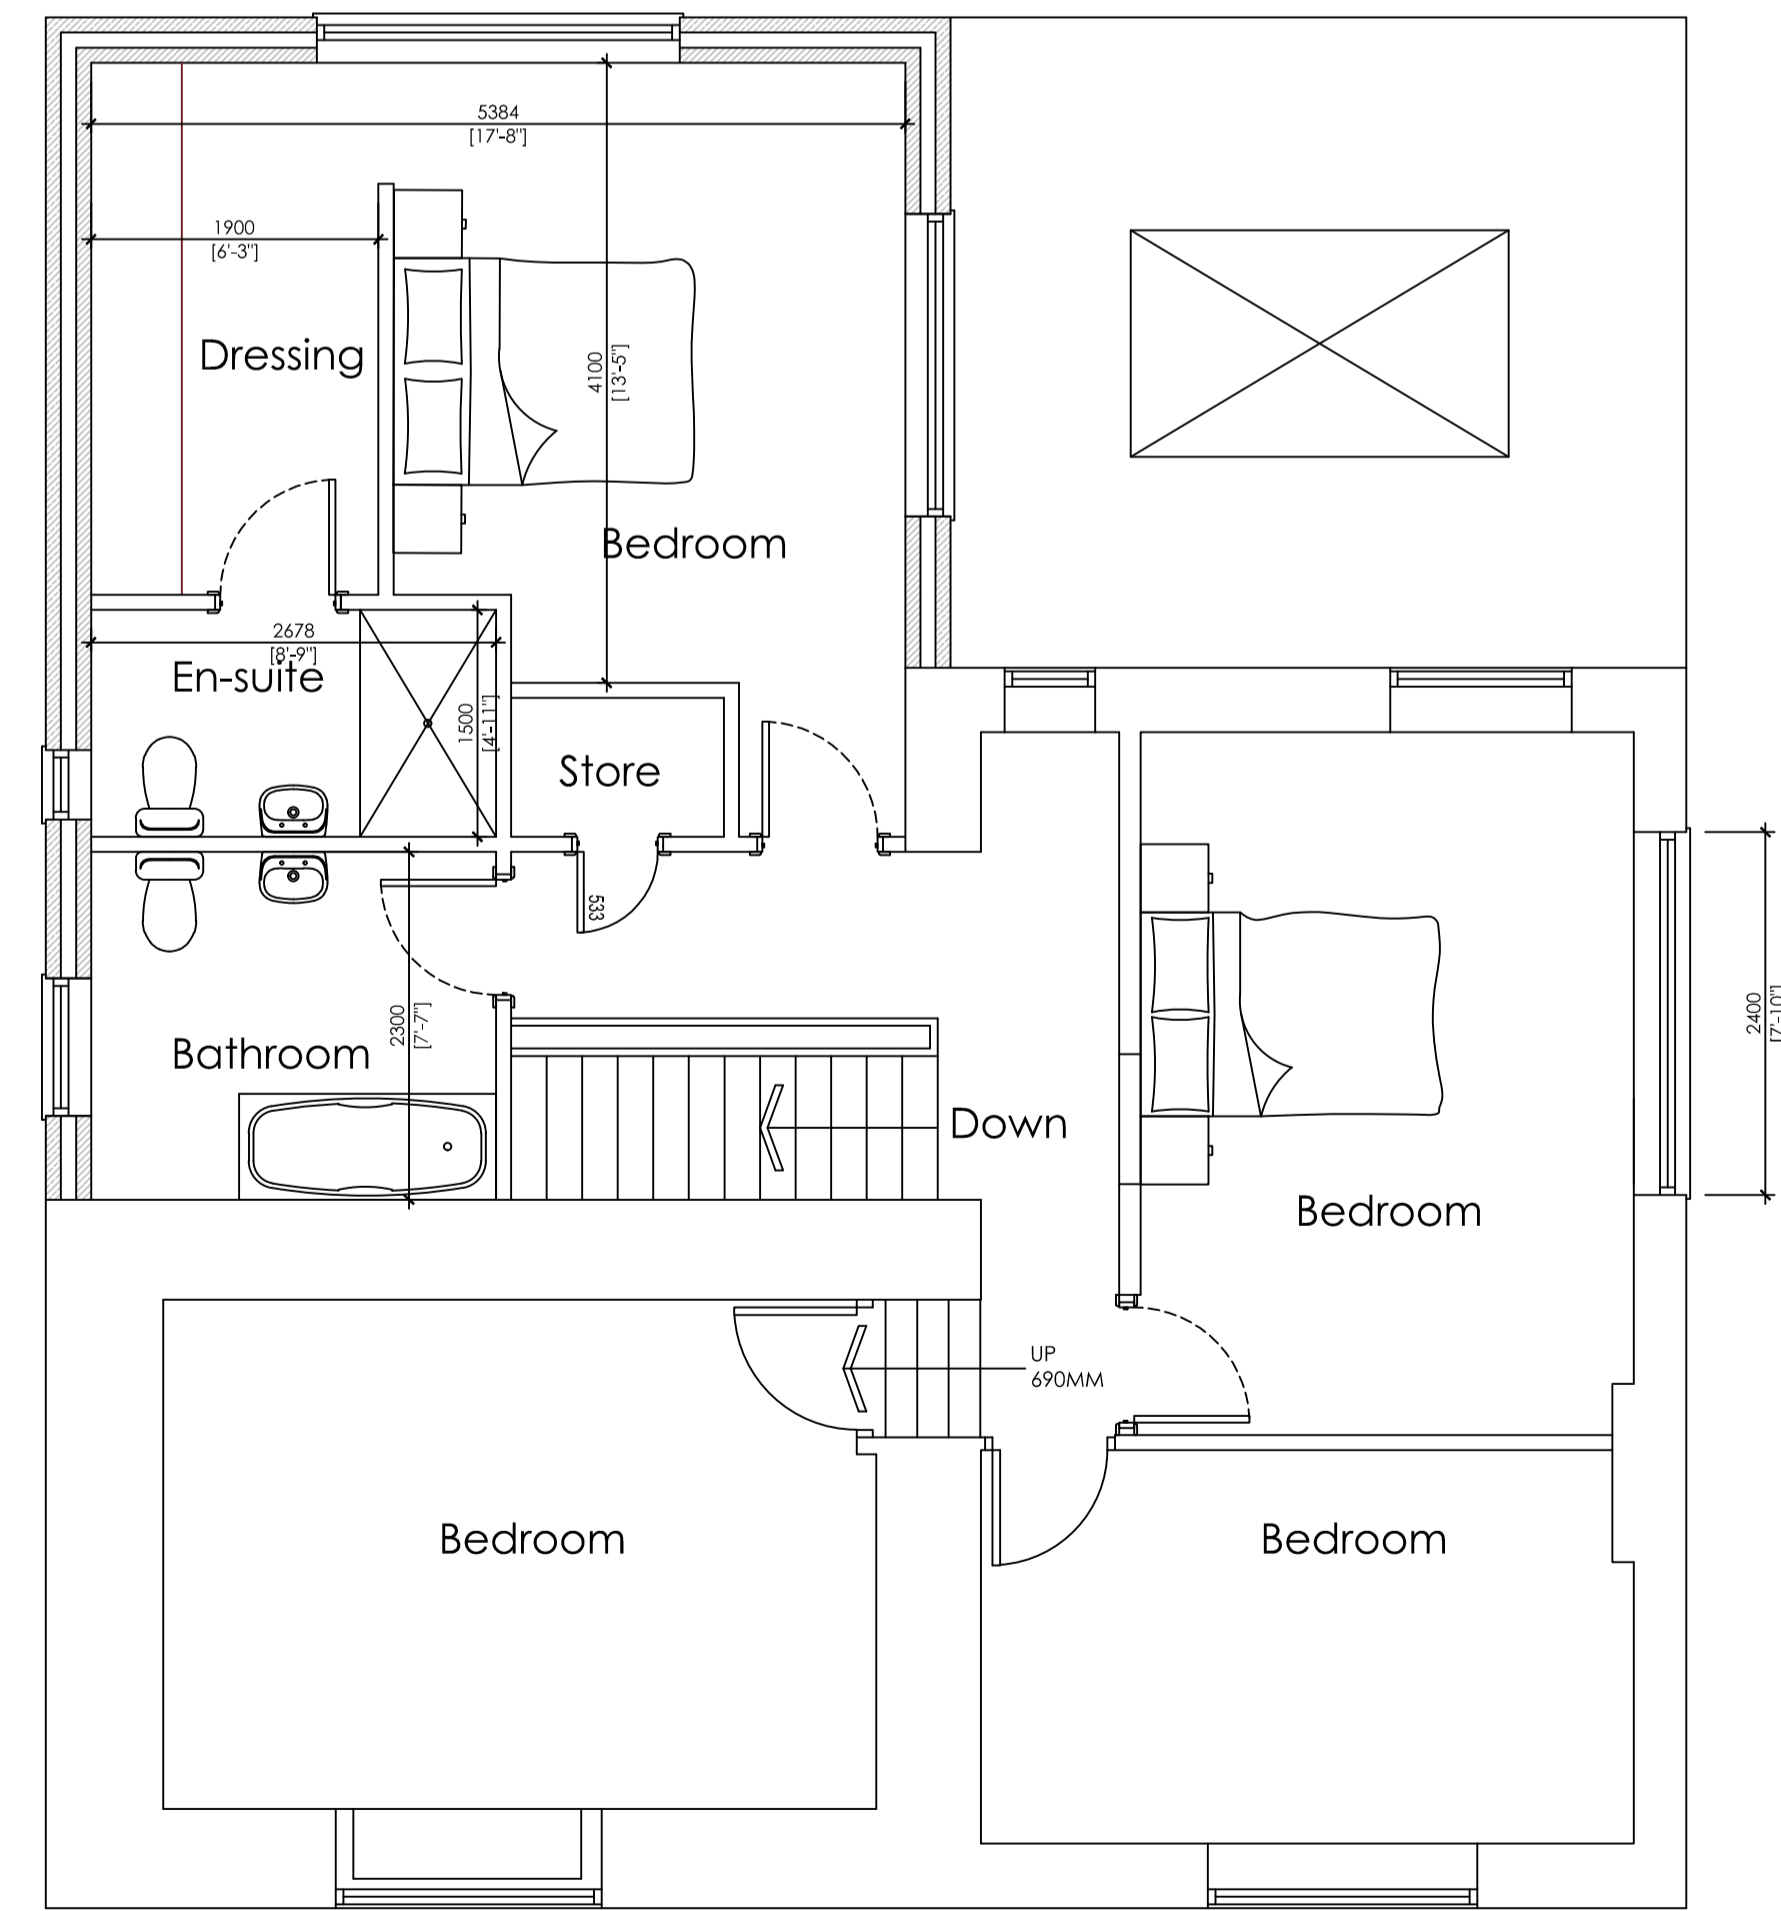 5384
[17'-8"]
1900
[6'-3"]
Dressing
4100
[13'-5"]
Bedroom
2678
[8'-9"]
En-suite
1500
[4'-11"]
Store
533
2300
[7'-7"]
Bathroom
Down
2400
[7'-10"]
Bedroom
UP
690MM
Bedroom
Bedroom